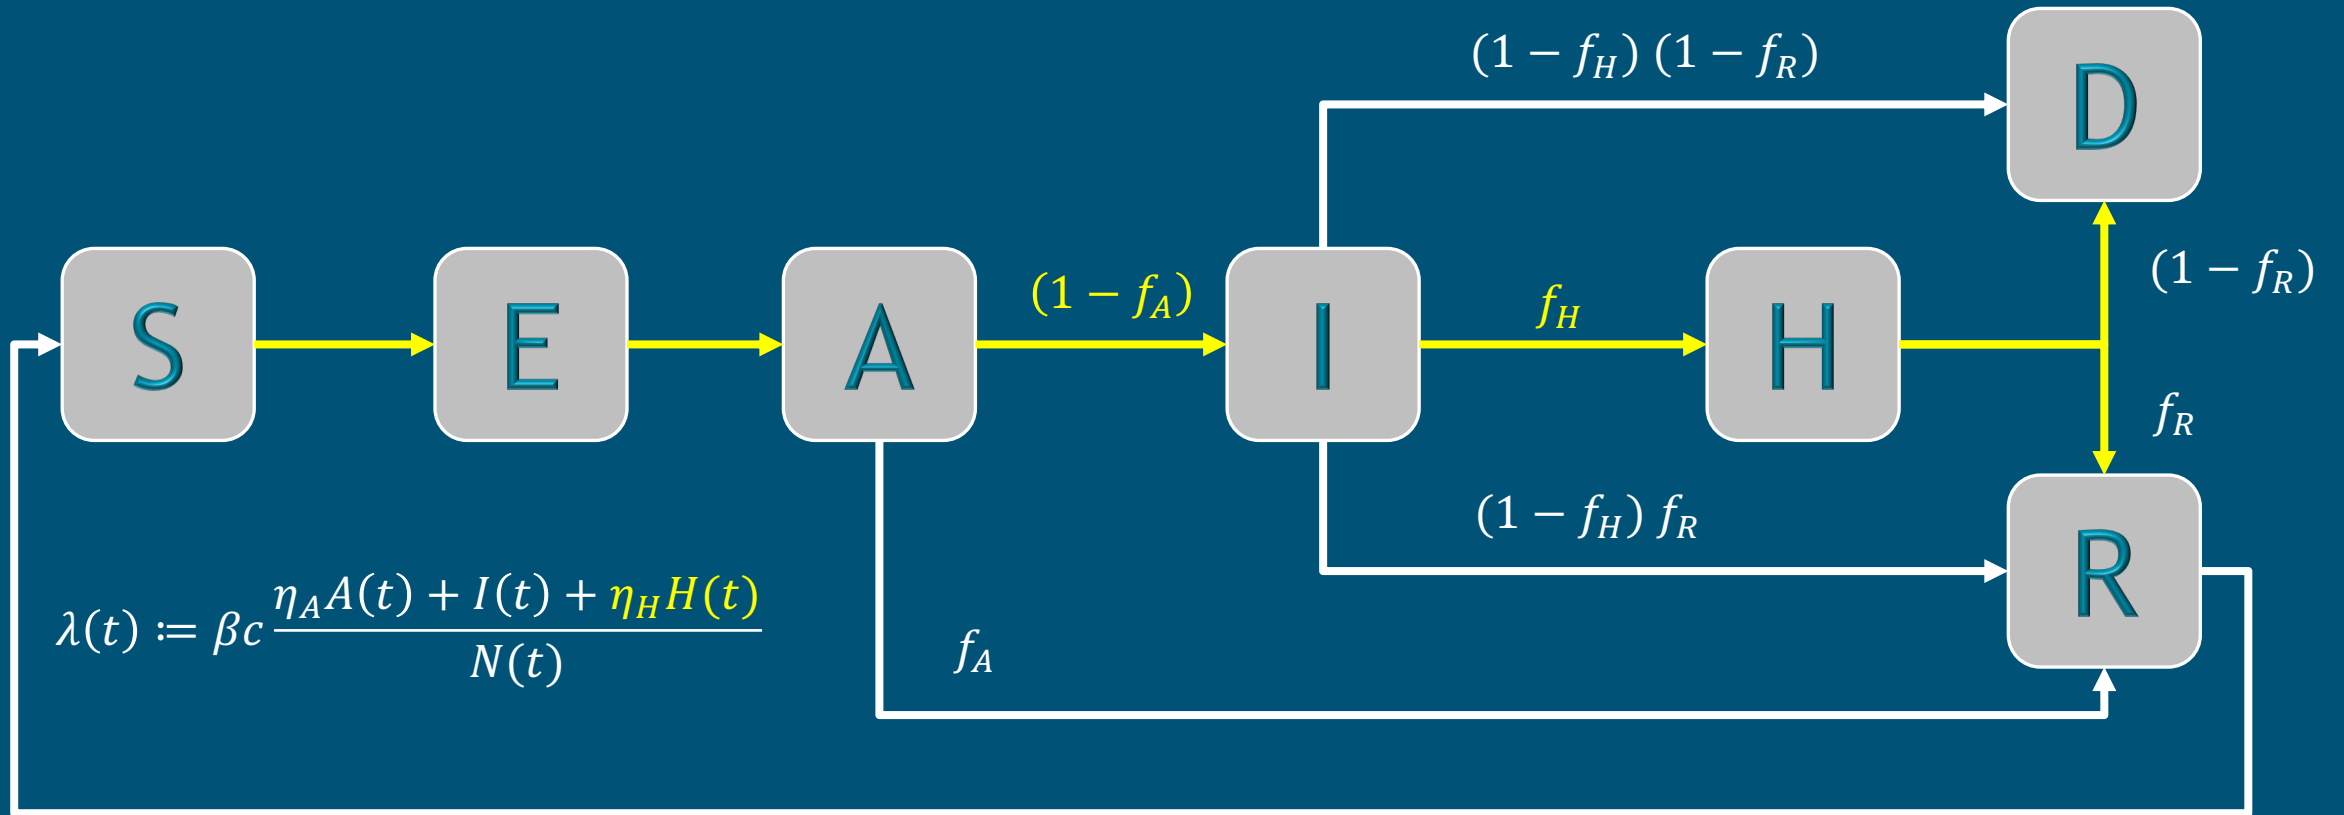 (1 − f_H) (1 − f_R)
D
S E A (1 − f_A) I f_H H (1 − f_R)
f_R
(1 − f_H) f_R
R
λ(t) ≔ βc (η_A A(t) + I(t) + η_H H(t)) / N(t)
f_A